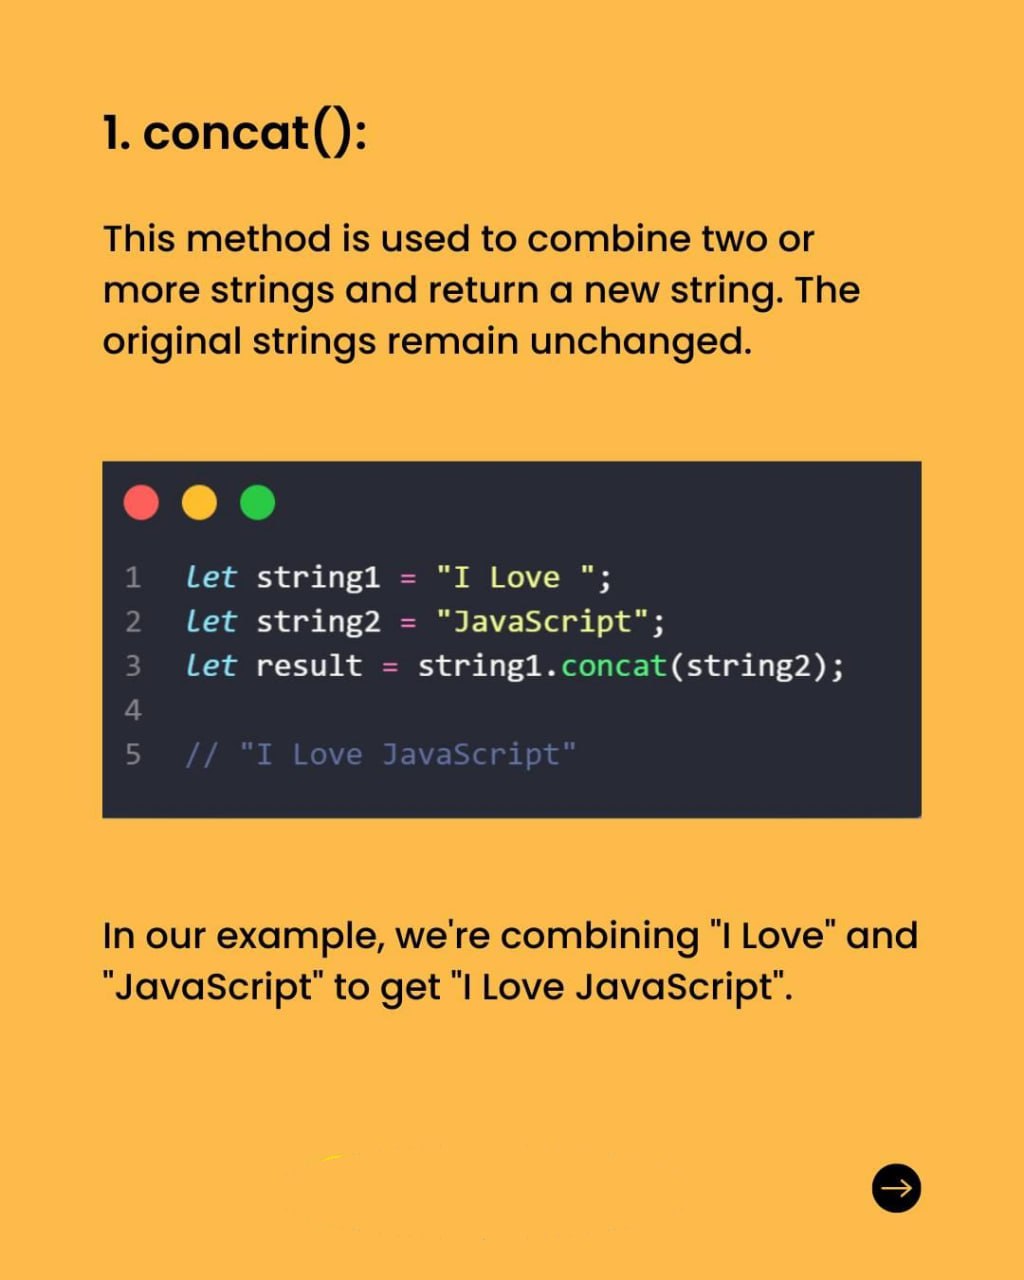 1. concat():
This method is used to combine two or
more strings and return a new string. The
original strings remain unchanged.
1 let string1 = "I Love ";
2 let string2 = "JavaScript";
3 let result = string1.concat(string2);
4
5 // "I Love JavaScript"
In our example, we're combining "I Love" and
"JavaScript" to get "I Love JavaScript".